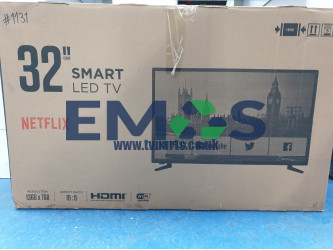 #1131
32"
SMART
LED TV
NETFLIX
EMOS
www.tvparts.co.uk
1366 x 768
16:9
HDMI